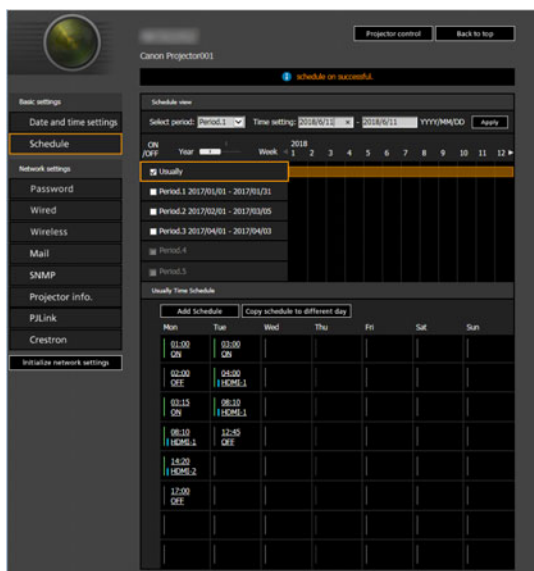 Projector control Back to top
Canon Projector001
schedule on successful.
Basic settings
Date and time settings
Schedule
Network settings
Password
Wired
Wireless
Mail
SNMP
Projector info.
PJLink
Crestron
Initialize network settings
Schedule view
Select period: Period.1 Time setting: 2018/6/11 × - 2018/6/11 YYYY/MM/DD Apply
ON /OFF Year Week 2018
1 2 3 4 5 6 7 8 9 10 11 12
Usually
Period.1 2017/01/01 - 2017/01/31
Period.2 2017/02/01 - 2017/03/05
Period.3 2017/04/01 - 2017/04/03
Period.4
Period.5
Usually Time Schedule
Add Schedule Copy schedule to different day
Mon Tue Wed Thu Fri Sat Sun
01:00 03:00
ON ON
02:00 04:00
OFF HDMI-1
03:15 08:10
ON HDMI-1
08:10 12:45
HDMI-1 OFF
14:20
HDMI-2
17:00
OFF